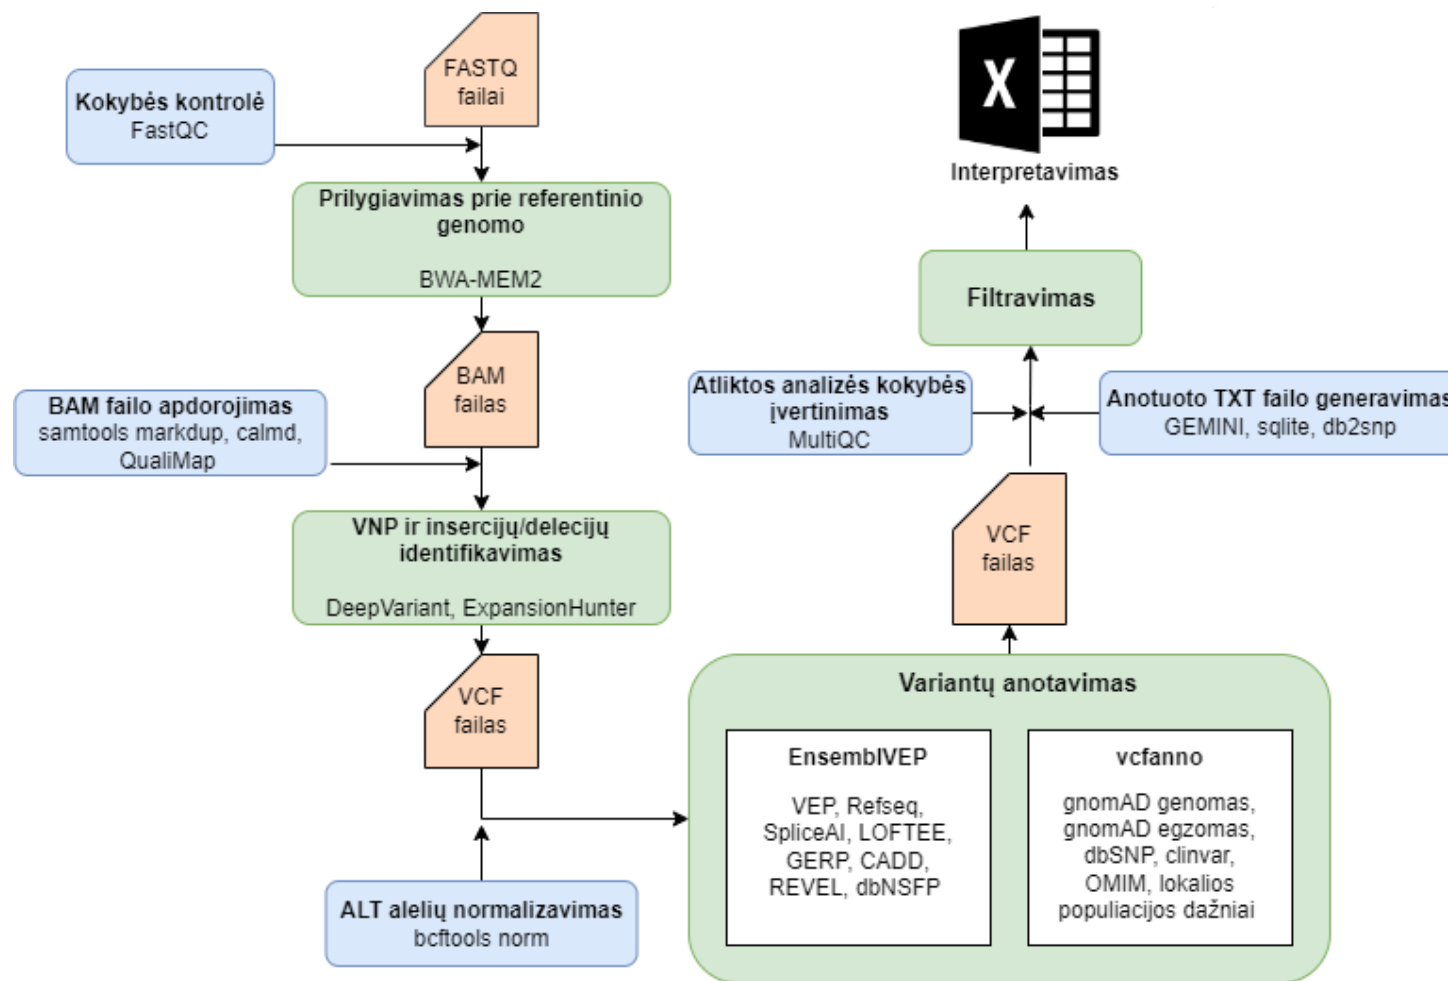 FASTQ
failai
Kokybės kontrolė
FastQC
Prilygiavimas prie referentinio
genomo
BWA-MEM2
BAM
failas
BAM failo apdorojimas
samtools markdup, calmd,
QualiMap
VNP ir insercijų/delecijų
identifikavimas
DeepVariant, ExpansionHunter
VCF
failas
ALT alelių normalizavimas
bcftools norm
Variantų anotavimas
EnsemblVEP
VEP, Refseq,
SpliceAI, LOFTEE,
GERP, CADD,
REVEL, dbNSFP
vcfanno
gnomAD genomas,
gnomAD egzomas,
dbSNP, clinvar,
OMIM, lokalios
populiacijos dažniai
VCF
failas
Atliktos analizės kokybės
įvertinimas
MultiQC
Anotuoto TXT failo generavimas
GEMINI, sqlite, db2snp
Filtravimas
X
Interpretavimas